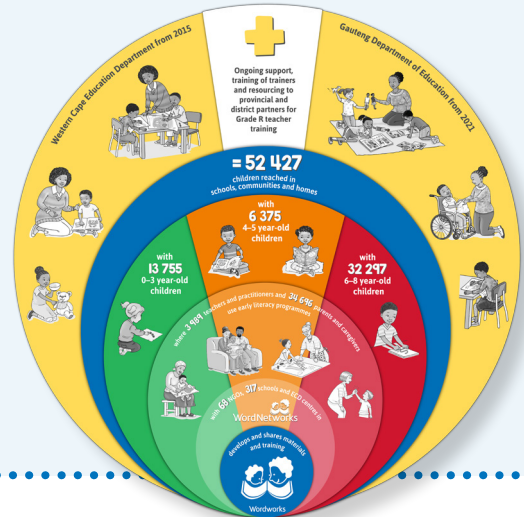 Western Cape Education Department from 2015
Ongoing support,
training of trainers
and resourcing to
provincial and
district partners for
Grade R teacher
training
Gauteng Department of Education from 2021
= 52 427
children reached in
schools, communities and homes
with
13 755
0–3 year-old
children
with
6 375
4–5 year-old
children
with
32 297
6–8 year-old
children
where 3 989 teachers and practitioners and 34 696 parents and caregivers
use early literacy programmes
with 68 NGOs, 317 schools and ECD centres in
WordNetworks
develops and shares materials
and training
Wordworks